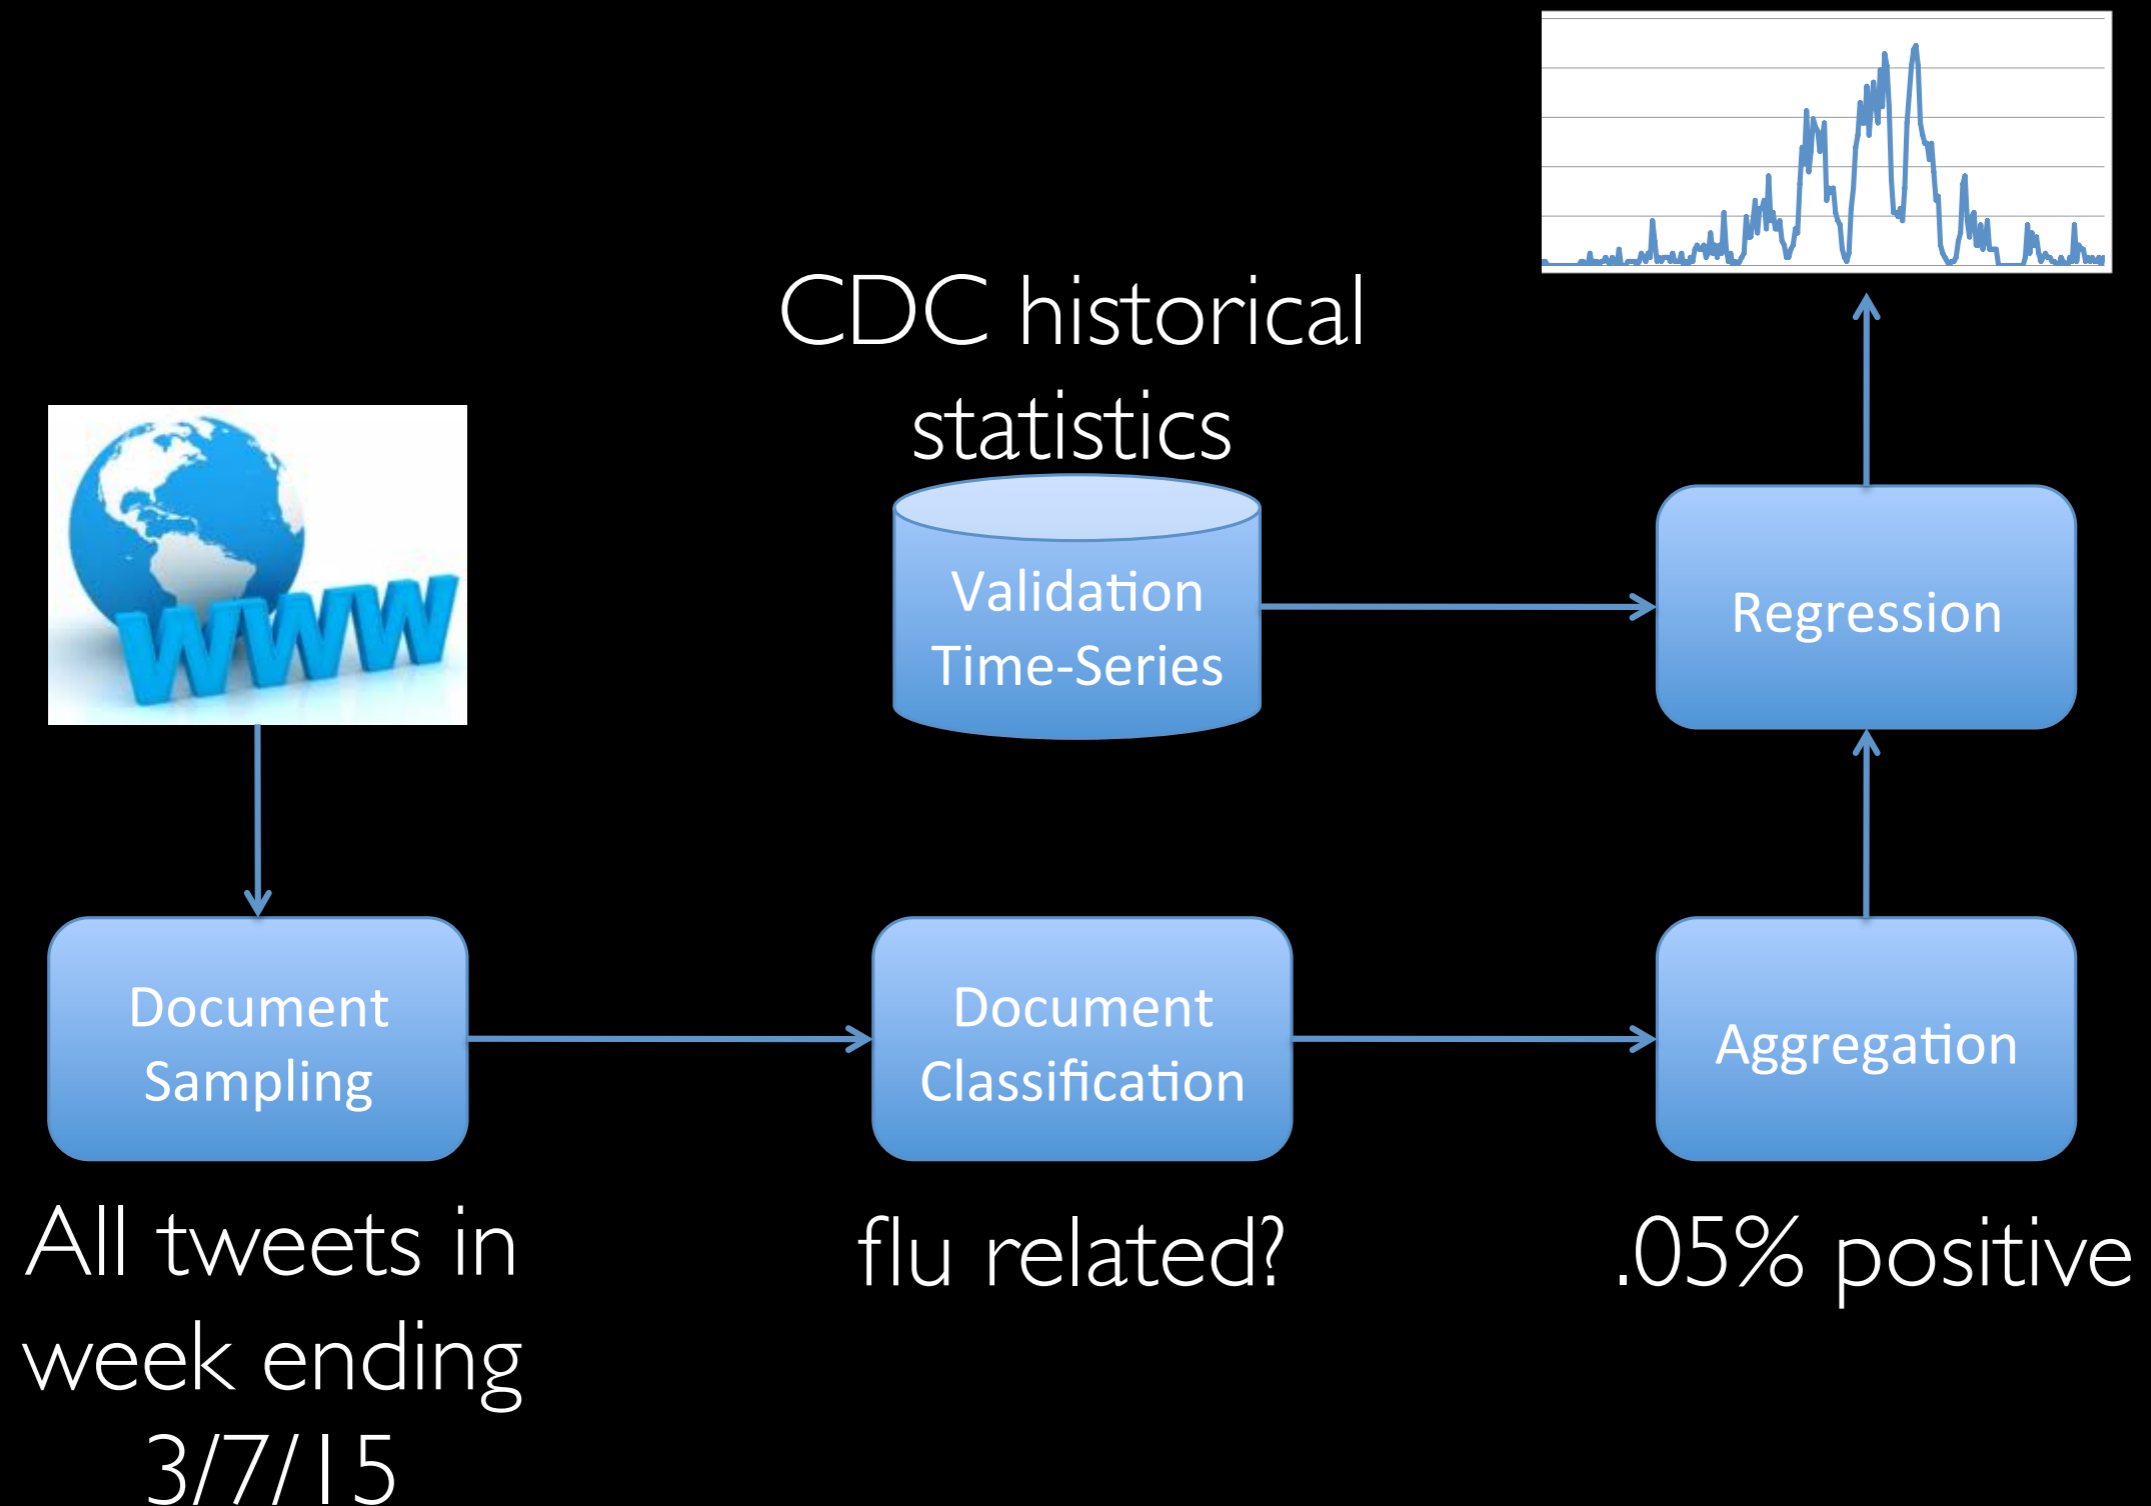 CDC historical
statistics
WWW
Validation
Time-Series
Regression
Document
Sampling
Document
Classification
Aggregation
All tweets in
week ending
3/7/15
flu related?
.05% positive